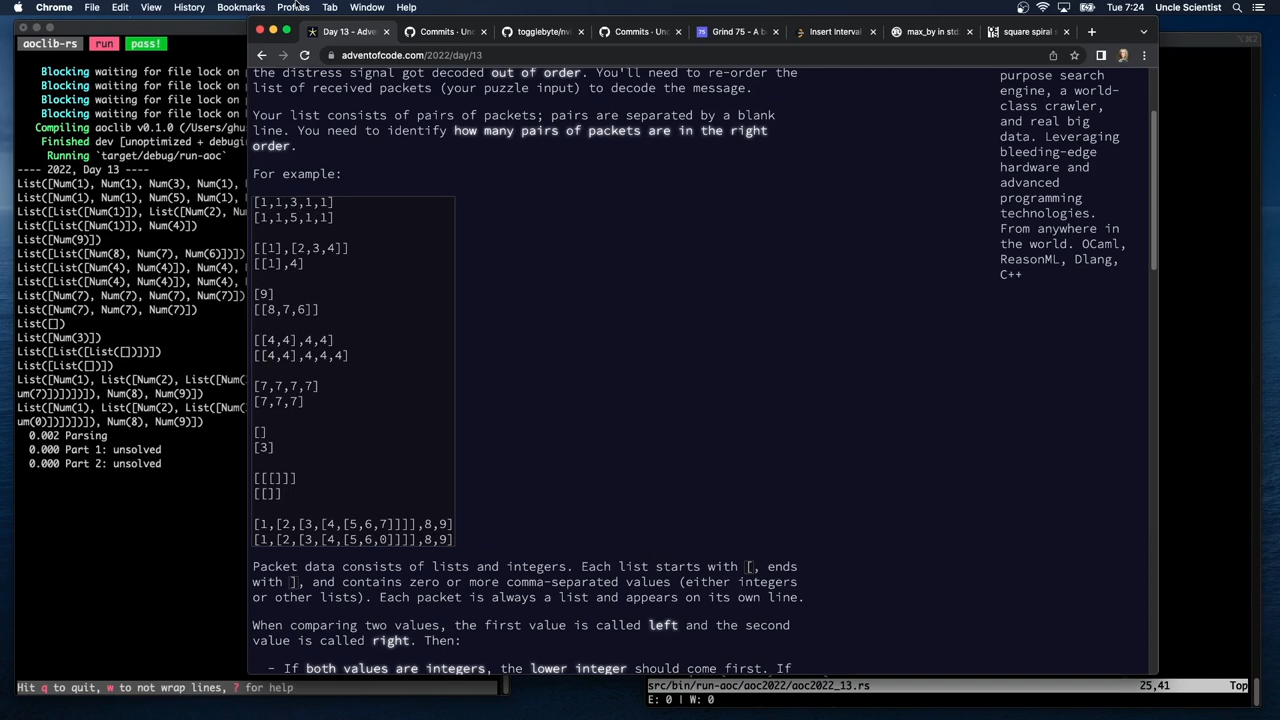 Chrome File Edit View History Bookmarks Profiles Tab Window Help Tue 7:24 Uncle Scientist
aoclib-rs run pass!
Day 13 - Adve Commits · Unc togglebyte/nvi Commits · Unc Grind 75 - A b Insert Interval max_by in std: square spiral s
adventofcode.com/2022/day/13
Blocking waiting for file lock on p
Blocking waiting for file lock on p
Blocking waiting for file lock on p
Blocking waiting for file lock on p
Compiling aoclib v0.1.0 (/Users/ghu
Finished dev [unoptimized + debugin
Running `target/debug/run-aoc`
---- 2022, Day 13 ----
List([Num(1), Num(1), Num(3), Num(1),
List([Num(1), Num(1), Num(5), Num(1),
List([List([Num(1)]), List([Num(2), Num
List([List([Num(1)]), Num(4)])
List([Num(9)])
List([List([Num(8), Num(7), Num(6)])])
List([List([Num(4), Num(4)]), Num(4),
List([List([Num(4), Num(4)]), Num(4),
List([Num(7), Num(7), Num(7), Num(7)])
List([Num(7), Num(7), Num(7)])
List([])
List([Num(3)])
List([List([List([])])])
List([List([])])
List([Num(1), List([Num(2), List([Num(
um(7)])])])]), Num(8), Num(9)])
List([Num(1), List([Num(2), List([Num(
um(0)])])])]), Num(8), Num(9)])
0.002 Parsing
0.000 Part 1: unsolved
0.000 Part 2: unsolved
Hit q to quit, w to not wrap lines, ? for help
the distress signal got decoded out of order. You'll need to re-order the
list of received packets (your puzzle input) to decode the message.
Your list consists of pairs of packets; pairs are separated by a blank
line. You need to identify how many pairs of packets are in the right
order.
For example:
[1,1,3,1,1]
[1,1,5,1,1]
[[1],[2,3,4]]
[[1],4]
[9]
[[8,7,6]]
[[4,4],4,4]
[[4,4],4,4,4]
[7,7,7,7]
[7,7,7]
[]
[3]
[[[]]]
[[]]
[1,[2,[3,[4,[5,6,7]]]],8,9]
[1,[2,[3,[4,[5,6,0]]]],8,9]
Packet data consists of lists and integers. Each list starts with [, ends
with ], and contains zero or more comma-separated values (either integers
or other lists). Each packet is always a list and appears on its own line.
When comparing two values, the first value is called left and the second
value is called right. Then:
- If both values are integers, the lower integer should come first. If
purpose search
engine, a world-
class crawler,
and real big
data. Leveraging
bleeding-edge
hardware and
advanced
programming
technologies.
From anywhere in
the world. OCaml,
ReasonML, Dlang,
C++
src/bin/run-aoc/aoc2022/aoc2022_13.rs 25,41 Top
E: 0 | W: 0